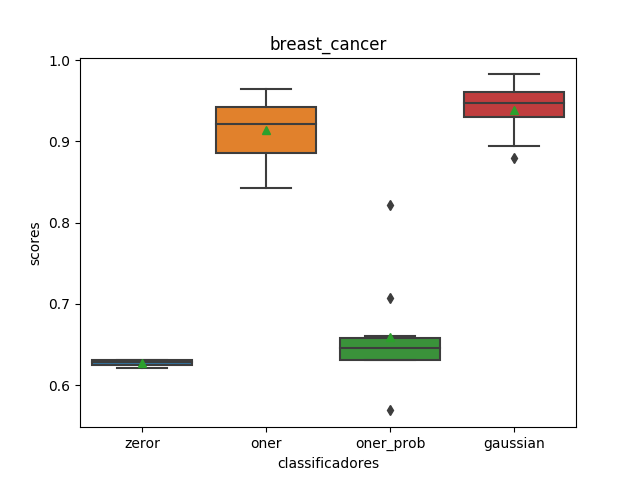 breast_cancer
1.0
0.9
0.8
0.7
0.6
scores
zeror oner oner_prob gaussian
classificadores